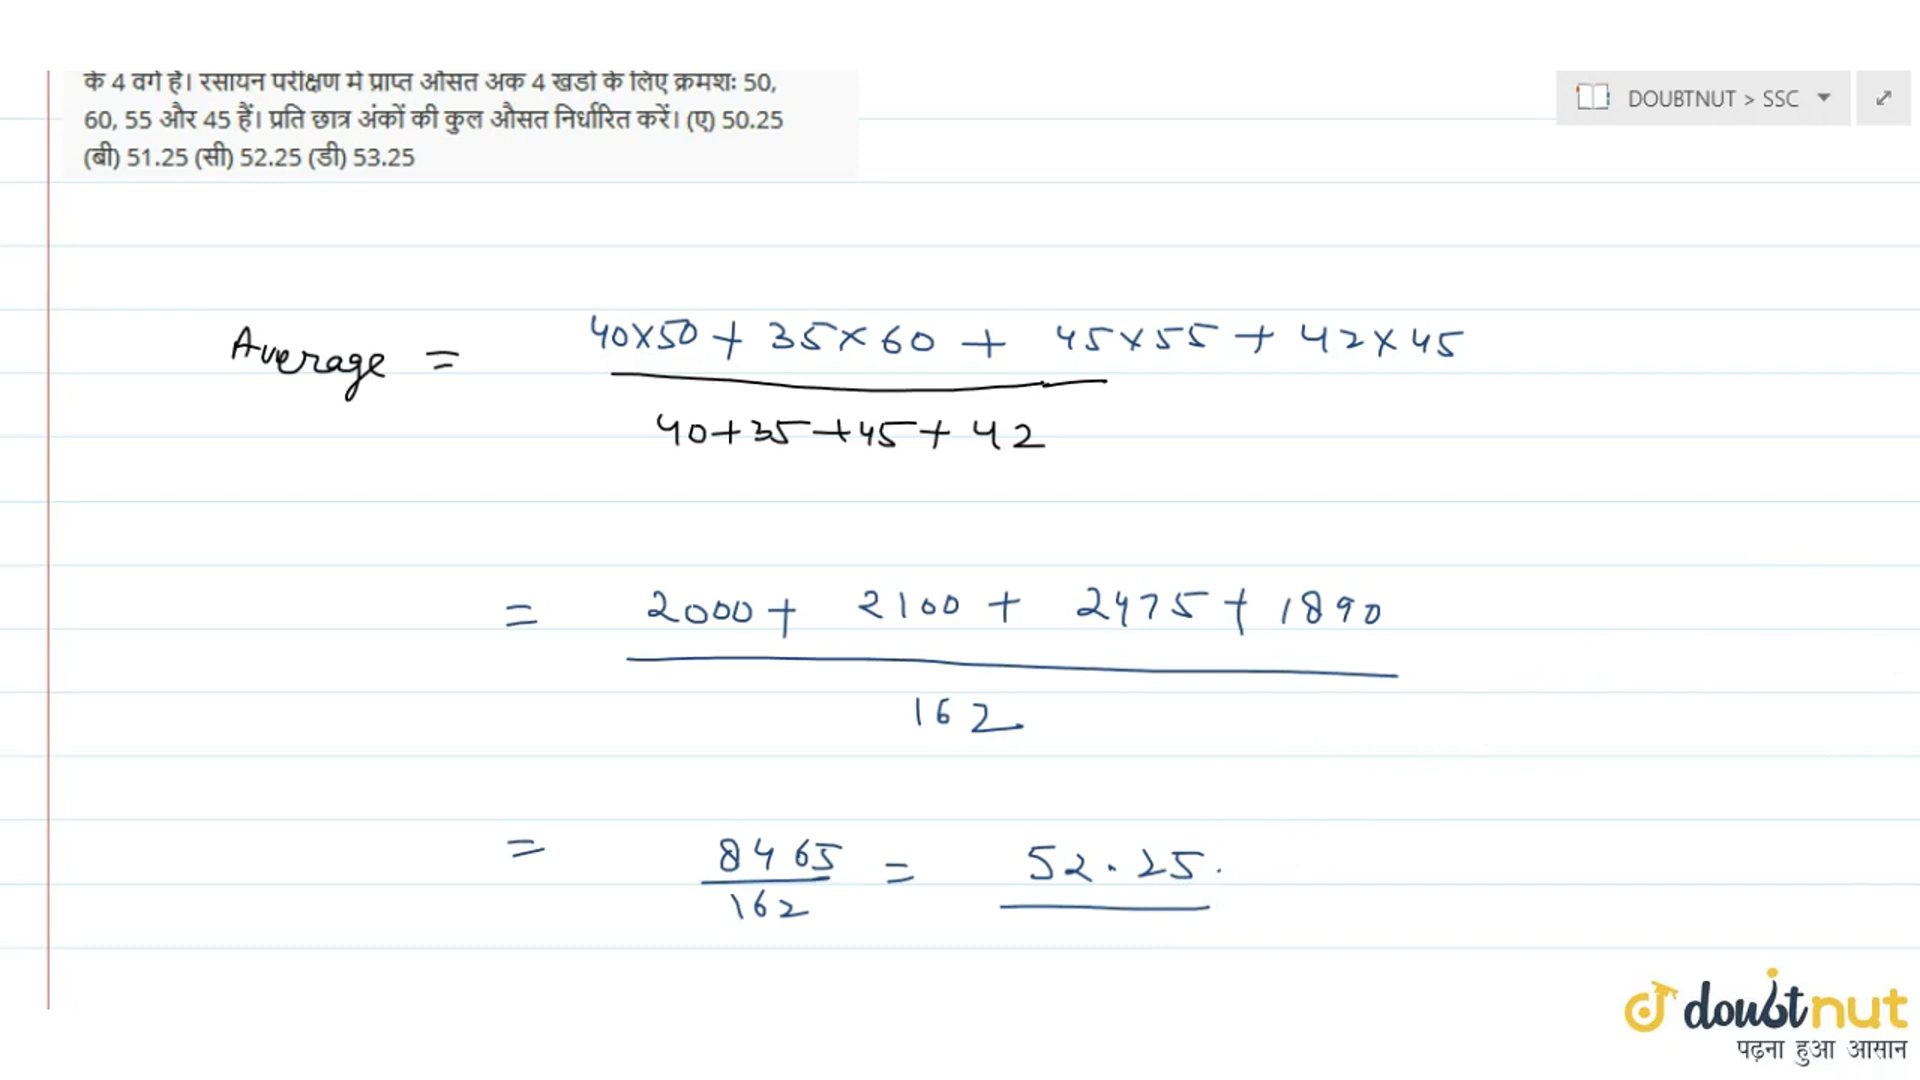 के 4 वर्ग हैं। रसायन परीक्षण में प्राप्त औसत अंक 4 खंडों के लिए क्रमशः 50,
60, 55 और 45 हैं। प्रति छात्र अंकों की कुल औसत निर्धारित करें। (ए) 50.25
(बी) 51.25 (सी) 52.25 (डी) 53.25
DOUBTNUT > SSC
Average = 40×50 + 35×60 + 45×55 + 42×45
40+35+45+42
= 2000 + 2100 + 2475 + 1890
162
= 8465 = 52.25.
162
doubtnut
पढ़ना हुआ आसान